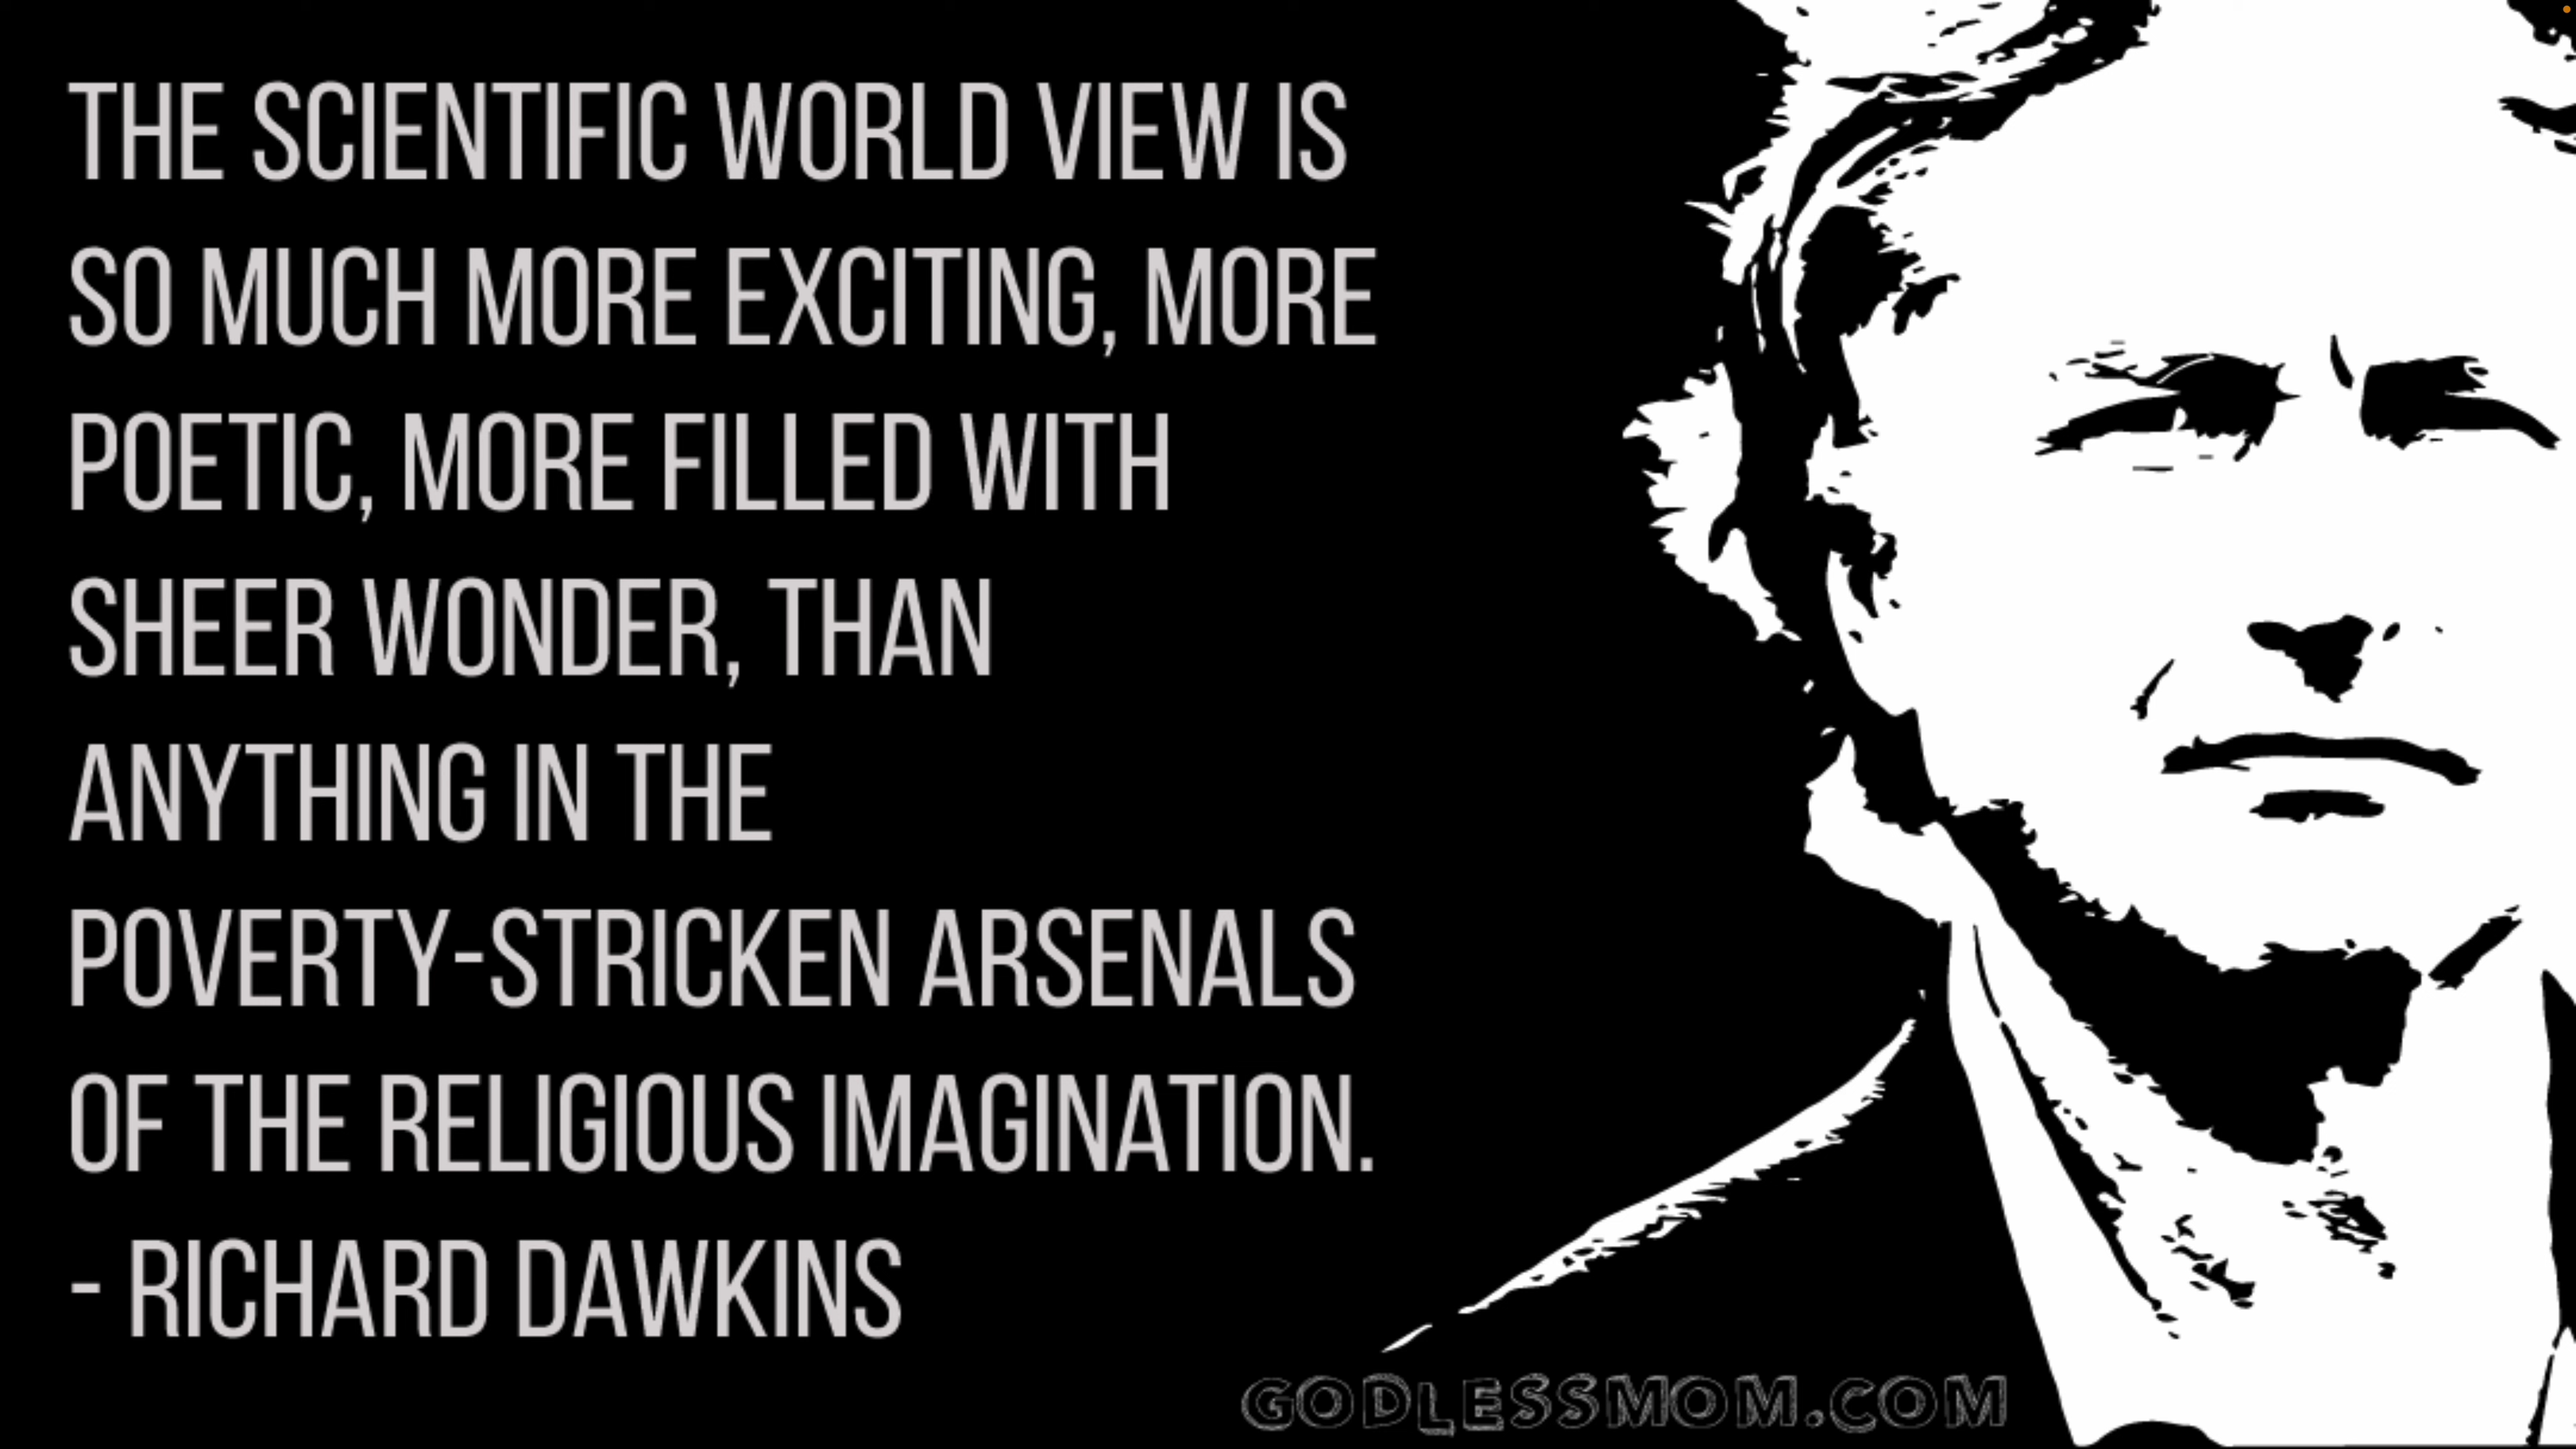 THE SCIENTIFIC WORLD VIEW IS
SO MUCH MORE EXCITING, MORE
POETIC, MORE FILLED WITH
SHEER WONDER, THAN
ANYTHING IN THE
POVERTY-STRICKEN ARSENALS
OF THE RELIGIOUS IMAGINATION.
- RICHARD DAWKINS
GODLESSMOM.COM